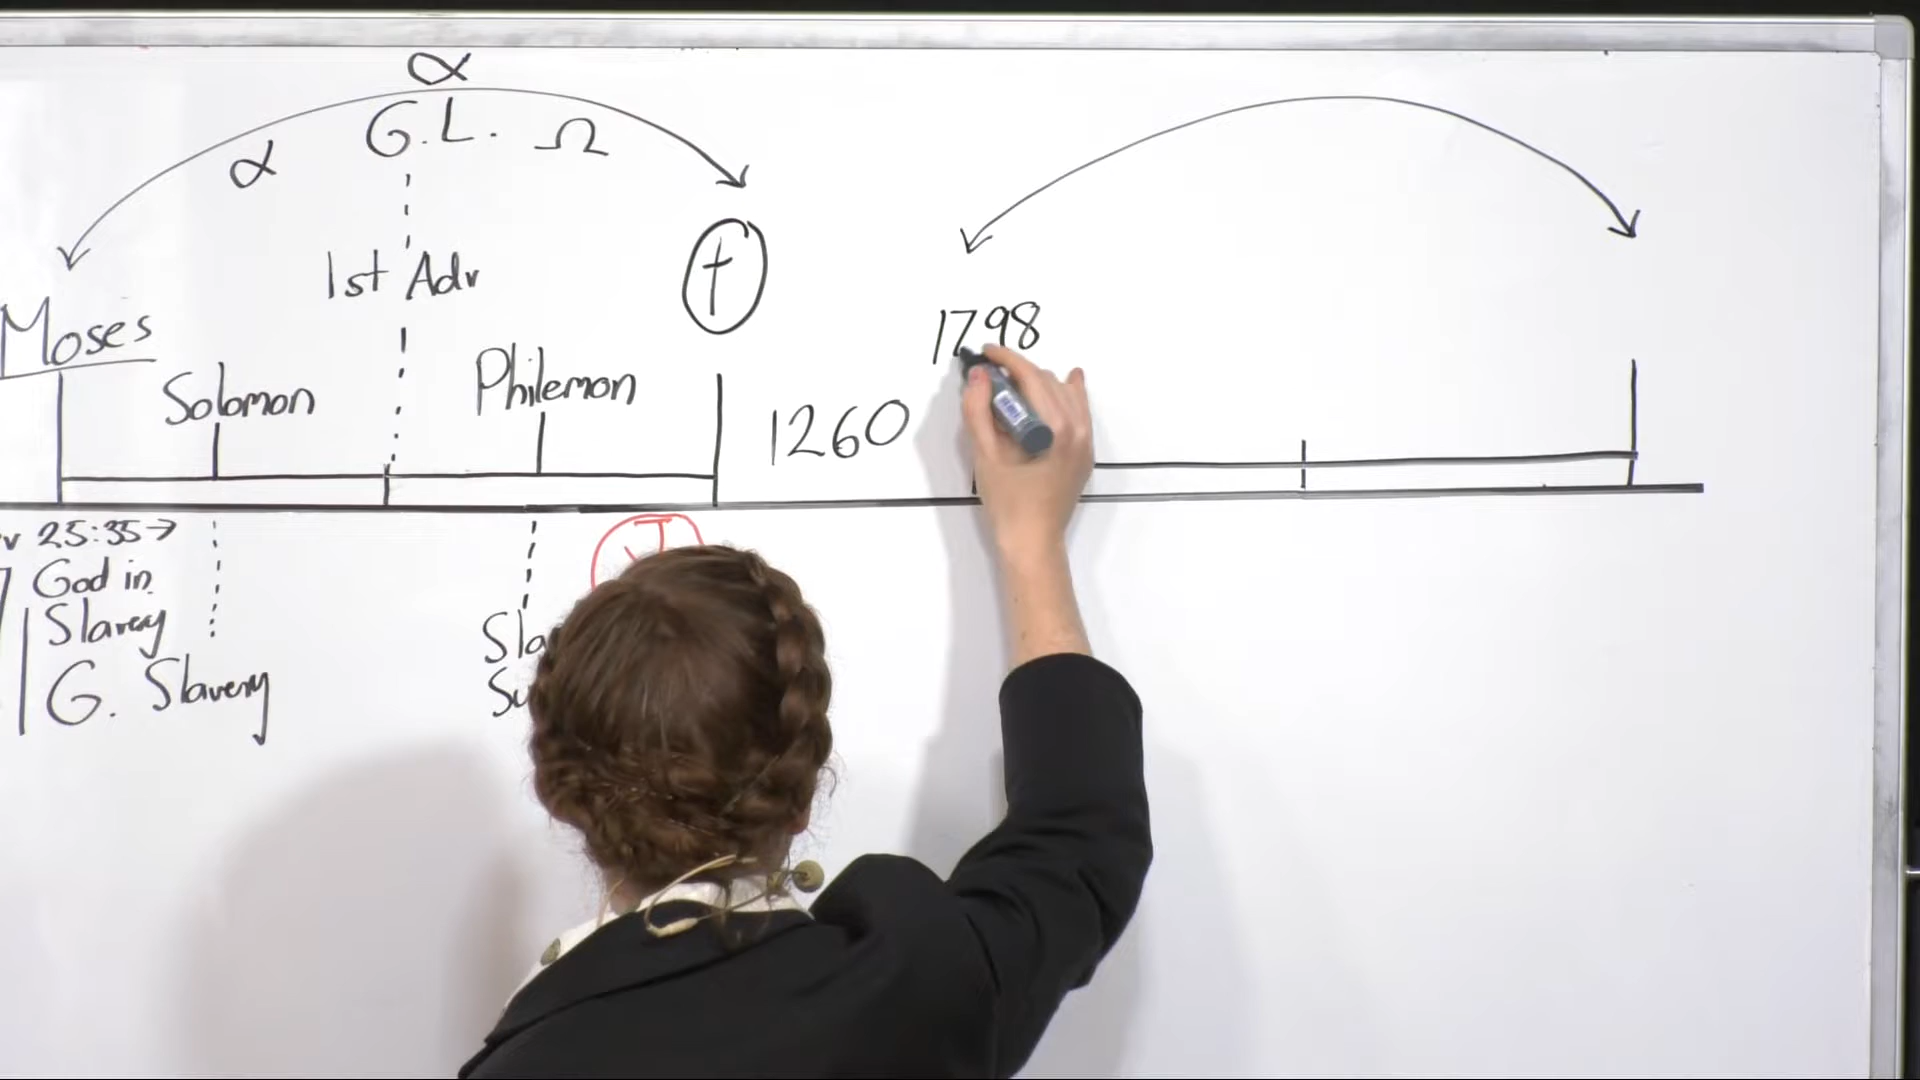 α
G.L.
α
Ω
1st Adv
Moses
Solomon
Philemon
1260
1798
25:35→
God in
Slavery
G. Slavery